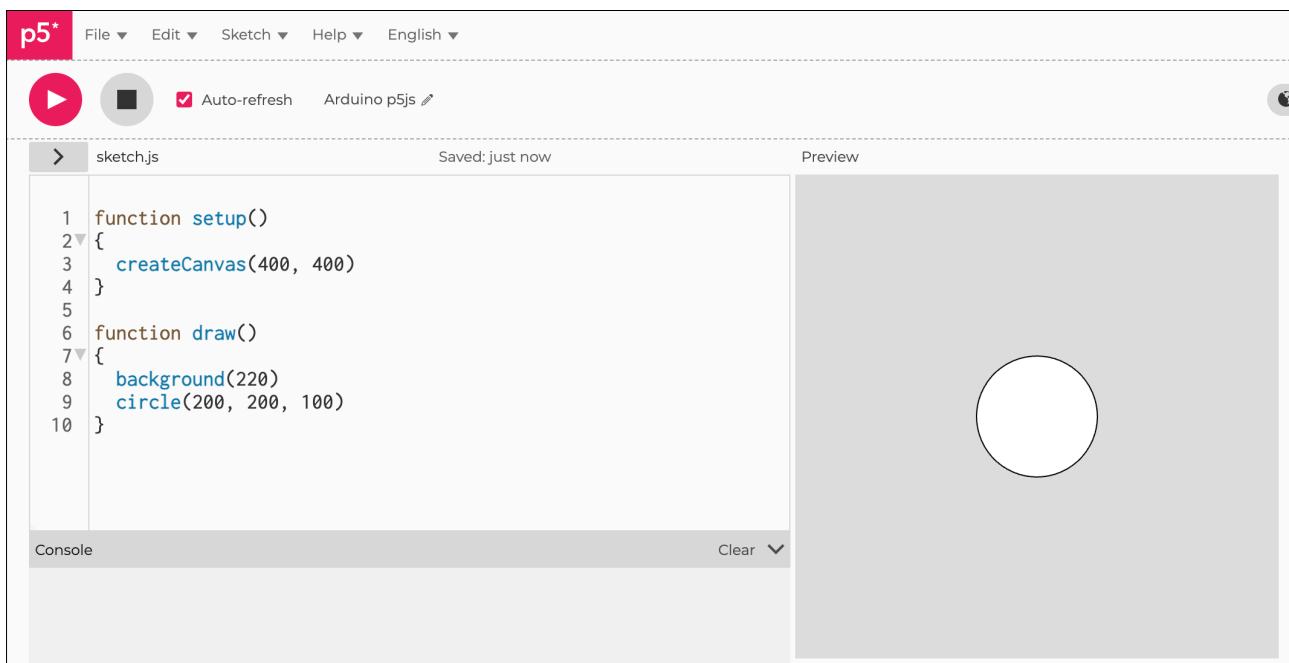 p5* File Edit Sketch Help English
Auto-refresh Arduino p5js
sketch.js Saved: just now Preview
1 function setup()
2 {
3   createCanvas(400, 400)
4 }
5
6 function draw()
7 {
8   background(220)
9   circle(200, 200, 100)
10 }
Console Clear